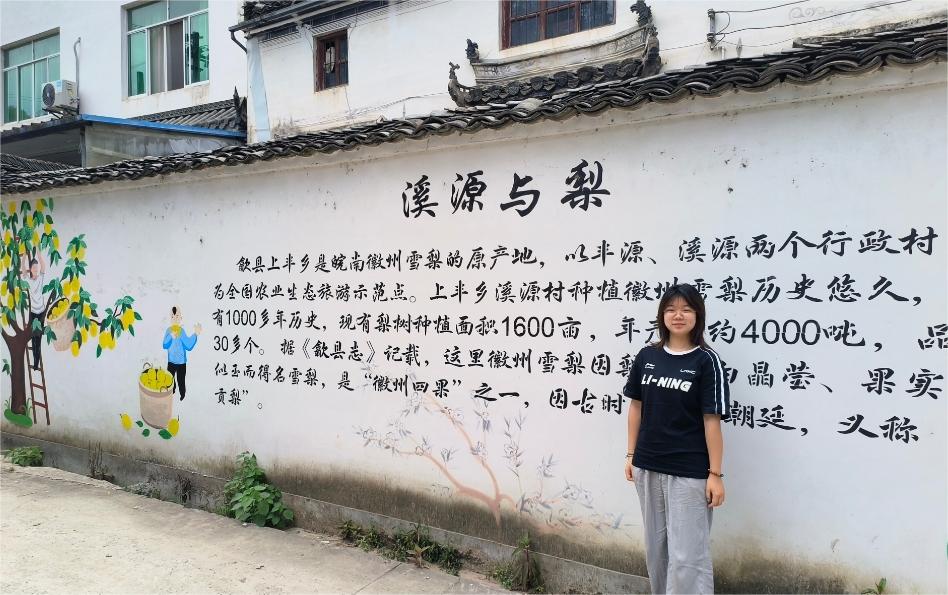 溪源与梨
歙县上丰乡是皖南徽州雪梨的原产地，以丰源、溪源两个行政村
为全国农业生态旅游示范点。上丰乡溪源村种植徽州雪梨历史悠久，
有1000多年历史，现有梨树种植面积1600亩，年 约4000吨，品
30多个。据《歙县志》记载，这里徽州雪梨因 白晶莹、果实
似玉而得名雪梨，是“徽州四果”之一，因古时 朝廷，头称
贡梨”。
LI-NING